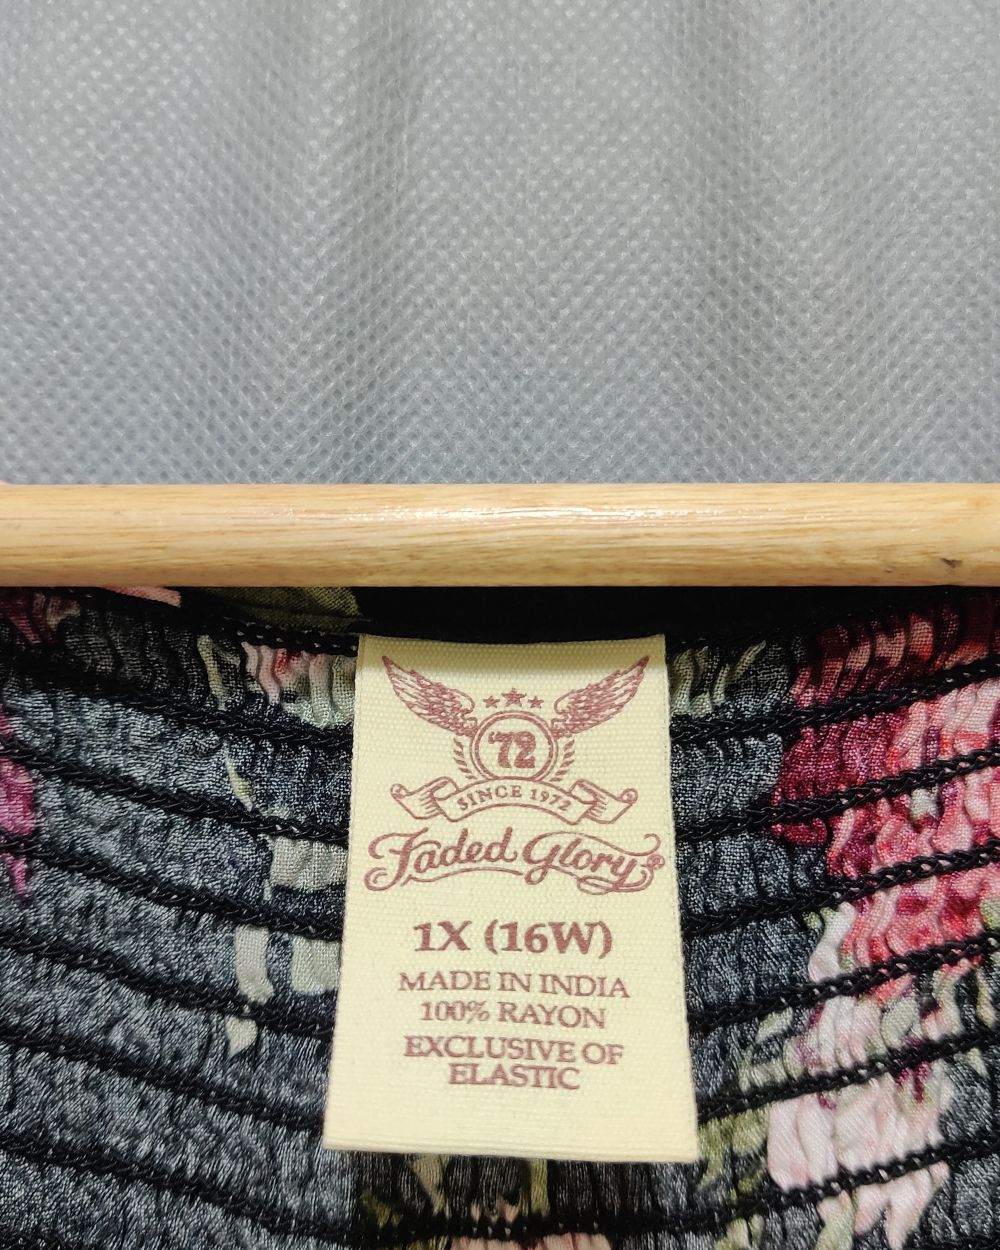 '72
SINCE 1972
Faded Glory®
1X (16W)
MADE IN INDIA
100% RAYON
EXCLUSIVE OF
ELASTIC